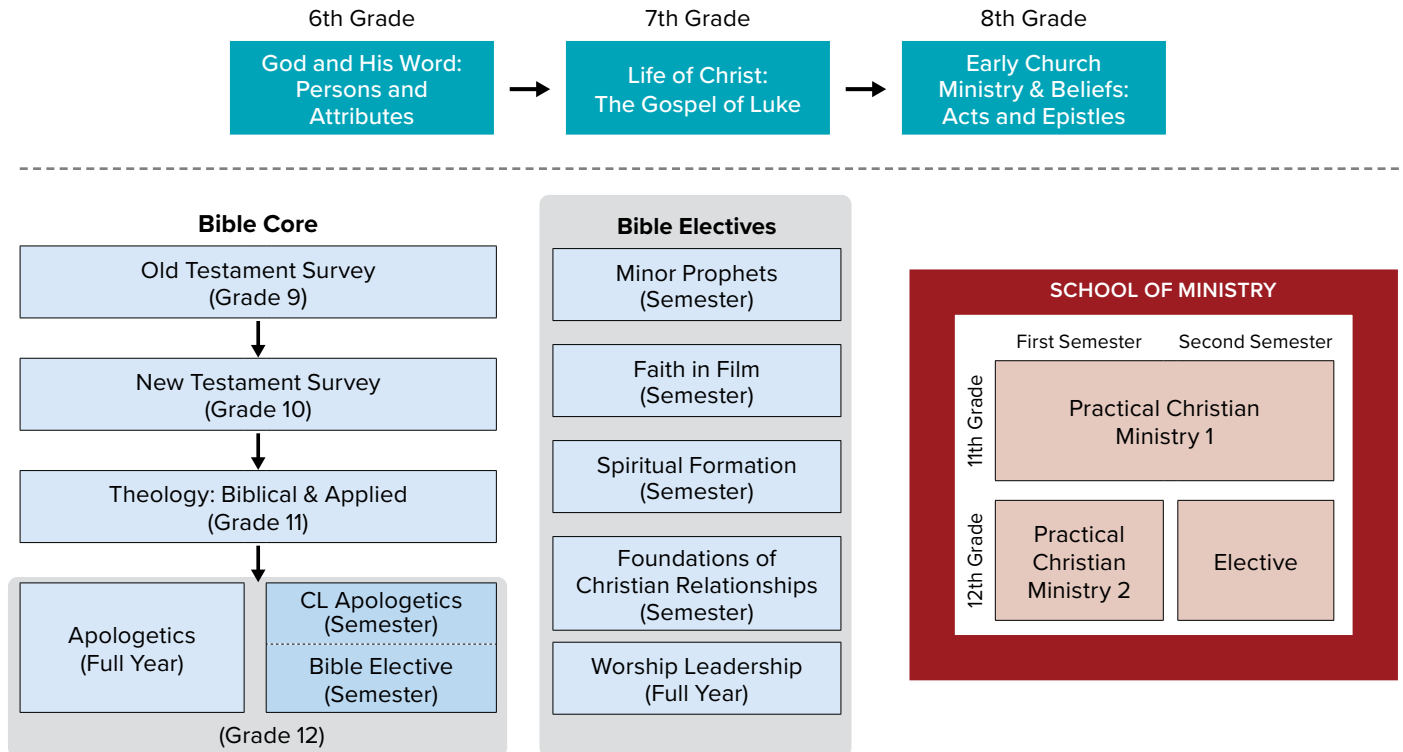 6th Grade
7th Grade
8th Grade
God and His Word:
Persons and
Attributes
Life of Christ:
The Gospel of Luke
Early Church
Ministry & Beliefs:
Acts and Epistles
Bible Core
Old Testament Survey
(Grade 9)
New Testament Survey
(Grade 10)
Theology: Biblical & Applied
(Grade 11)
Apologetics
(Full Year)
CL Apologetics
(Semester)
Bible Elective
(Semester)
(Grade 12)
Bible Electives
Minor Prophets
(Semester)
Faith in Film
(Semester)
Spiritual Formation
(Semester)
Foundations of
Christian Relationships
(Semester)
Worship Leadership
(Full Year)
SCHOOL OF MINISTRY
First Semester
Second Semester
11th Grade
Practical Christian
Ministry 1
12th Grade
Practical
Christian
Ministry 2
Elective